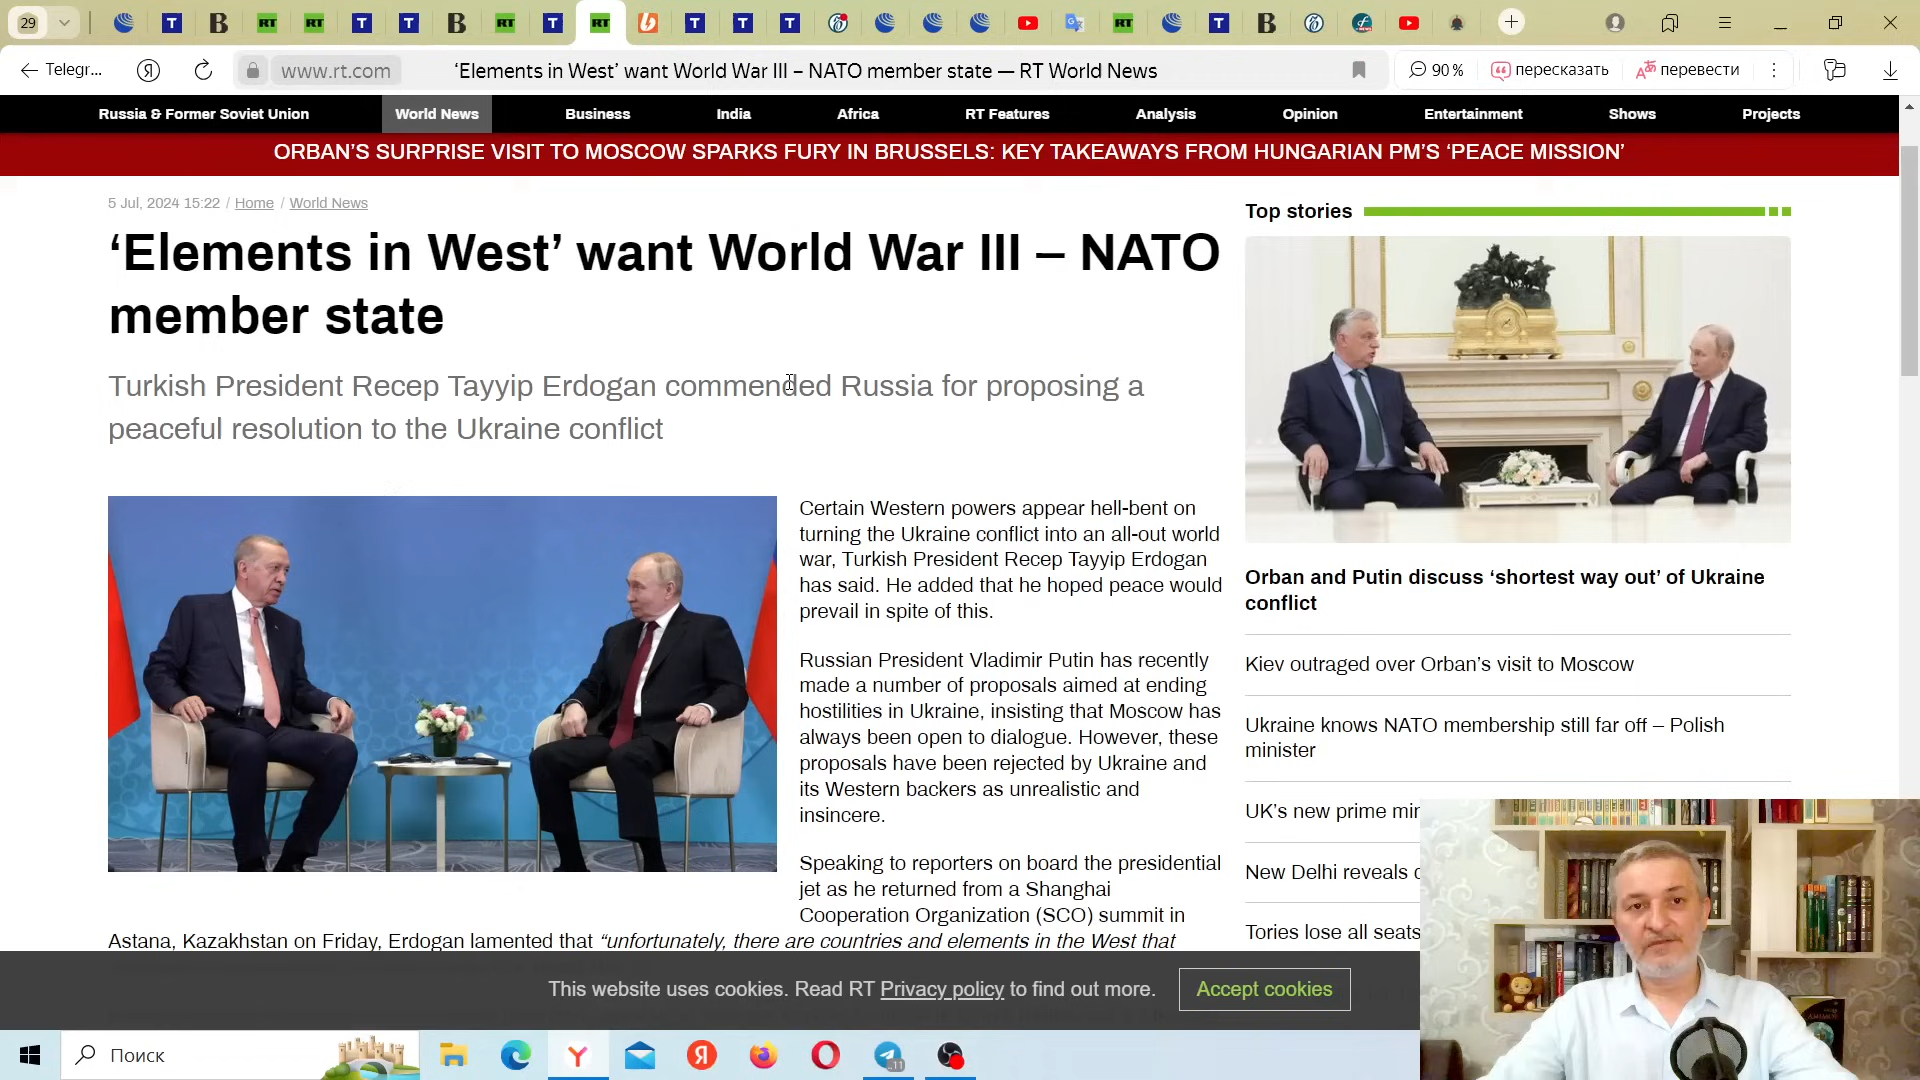 29
Telegr...
www.rt.com
‘Elements in West’ want World War III – NATO member state — RT World News
90 %
пересказать
перевести
Russia & Former Soviet Union
World News
Business
India
Africa
RT Features
Analysis
Opinion
Entertainment
Shows
Projects
ORBAN’S SURPRISE VISIT TO MOSCOW SPARKS FURY IN BRUSSELS: KEY TAKEAWAYS FROM HUNGARIAN PM’S ‘PEACE MISSION’
5 Jul, 2024 15:22 / Home / World News
‘Elements in West’ want World War III – NATO
member state
Turkish President Recep Tayyip Erdogan commended Russia for proposing a
peaceful resolution to the Ukraine conflict
Certain Western powers appear hell-bent on
turning the Ukraine conflict into an all-out world
war, Turkish President Recep Tayyip Erdogan
has said. He added that he hoped peace would
prevail in spite of this.
Russian President Vladimir Putin has recently
made a number of proposals aimed at ending
hostilities in Ukraine, insisting that Moscow has
always been open to dialogue. However, these
proposals have been rejected by Ukraine and
its Western backers as unrealistic and
insincere.
Speaking to reporters on board the presidential
jet as he returned from a Shanghai
Cooperation Organization (SCO) summit in
Astana, Kazakhstan on Friday, Erdogan lamented that “unfortunately, there are countries and elements in the West that
Top stories
Orban and Putin discuss ‘shortest way out’ of Ukraine
conflict
Kiev outraged over Orban’s visit to Moscow
Ukraine knows NATO membership still far off – Polish
minister
UK’s new prime
New Delhi reveals
Tories lose all seats
This website uses cookies. Read RT Privacy policy to find out more.
Accept cookies
Поиск